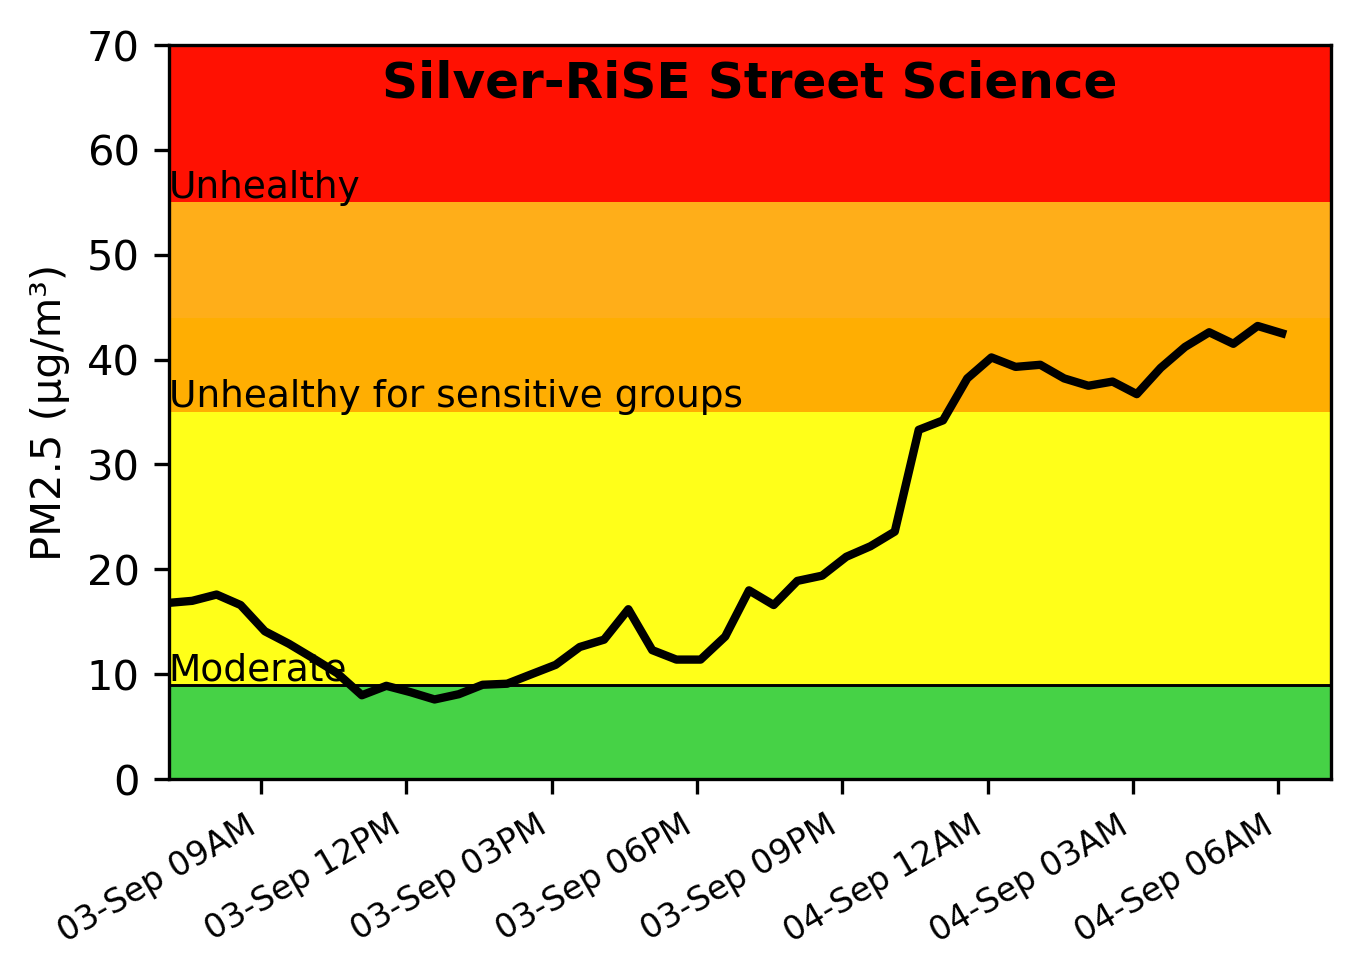 Silver-RiSE Street Science
70
60
50
40
30
20
10
0
PM2.5 (μg/m³)
Unhealthy
Unhealthy for sensitive groups
Moderate
03-Sep 09AM
03-Sep 12PM
03-Sep 03PM
03-Sep 06PM
03-Sep 09PM
04-Sep 12AM
04-Sep 03AM
04-Sep 06AM